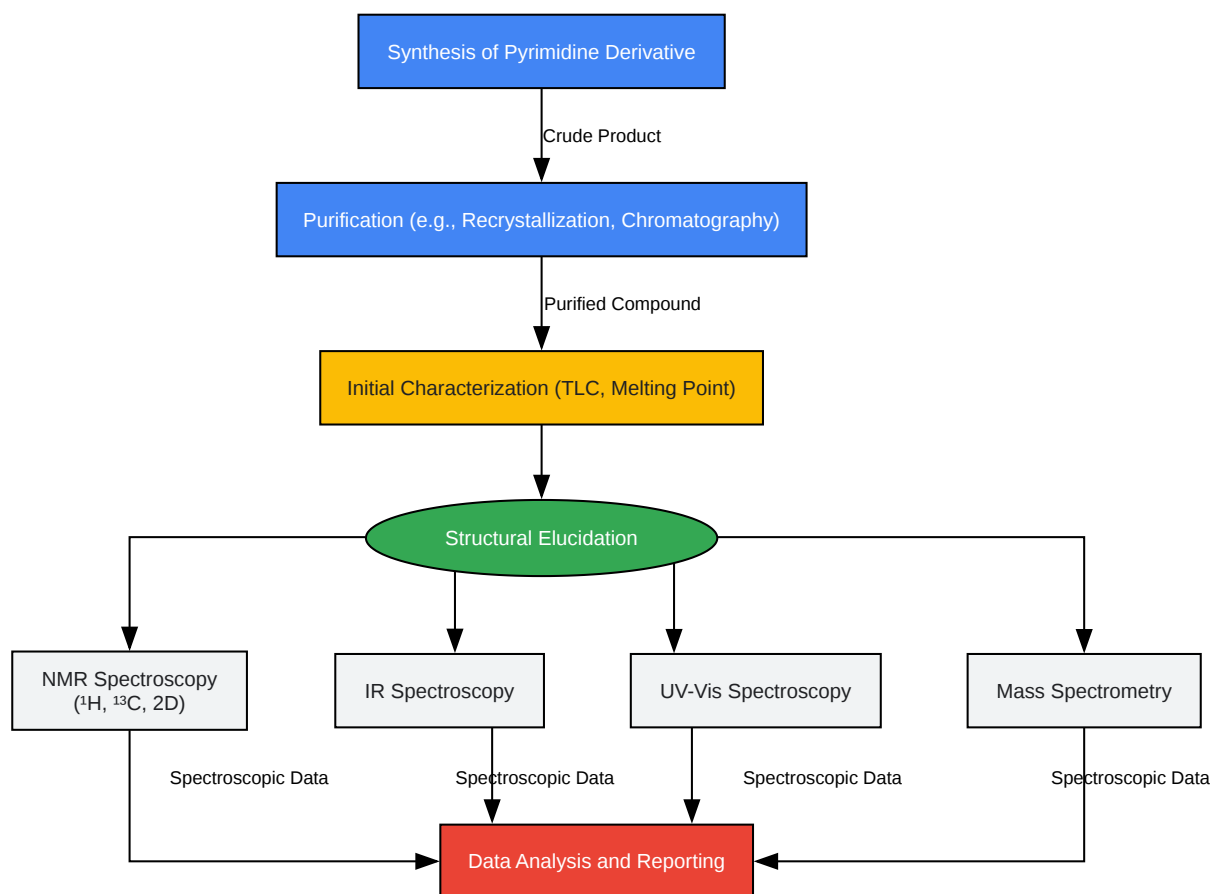 Synthesis of Pyrimidine Derivative
Crude Product
Purification (e.g., Recrystallization, Chromatography)
Purified Compound
Initial Characterization (TLC, Melting Point)
Structural Elucidation
NMR Spectroscopy
(¹H, ¹³C, 2D)
IR Spectroscopy
UV-Vis Spectroscopy
Mass Spectrometry
Spectroscopic Data
Spectroscopic Data
Spectroscopic Data
Spectroscopic Data
Data Analysis and Reporting